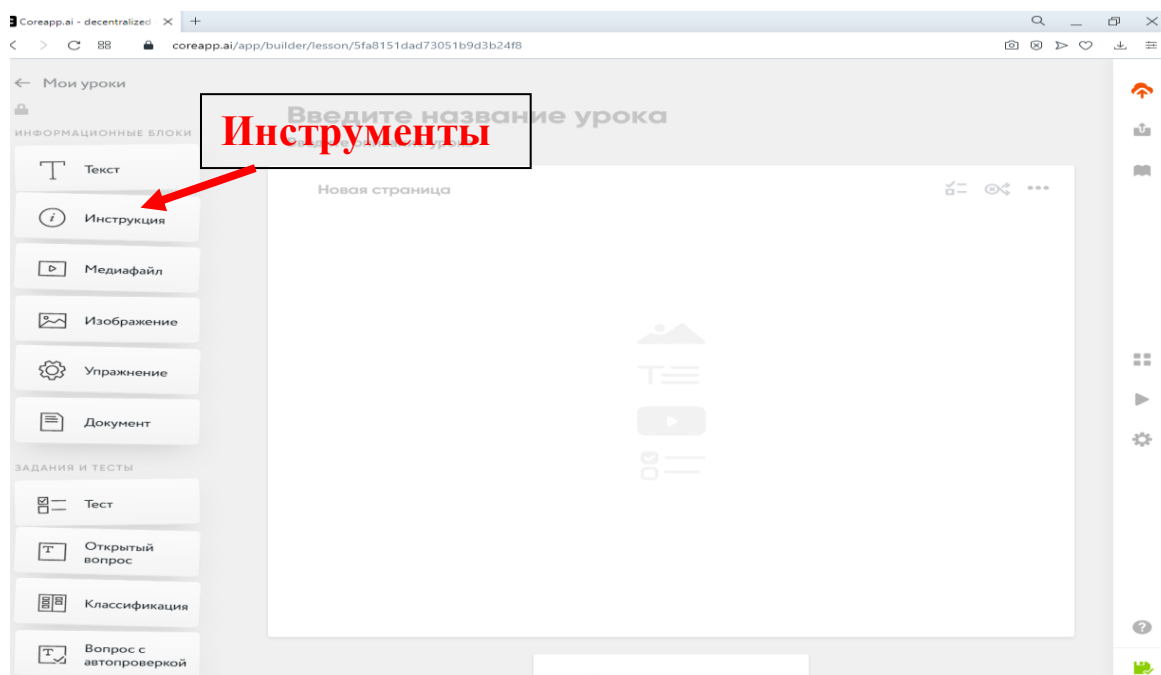 Coreapp.ai - decentralized
coreapp.ai/app/builder/lesson/5fa8151dad73051b9d3b24f8
Мои уроки
Введите название урока
Инструменты
ИНФОРМАЦИОННЫЕ БЛОКИ
Текст
Новая страница
Инструкция
Медиафайл
Изображение
Упражнение
Документ
ЗАДАНИЯ И ТЕСТЫ
Тест
Открытый
вопрос
Классификация
Вопрос с
автопроверкой